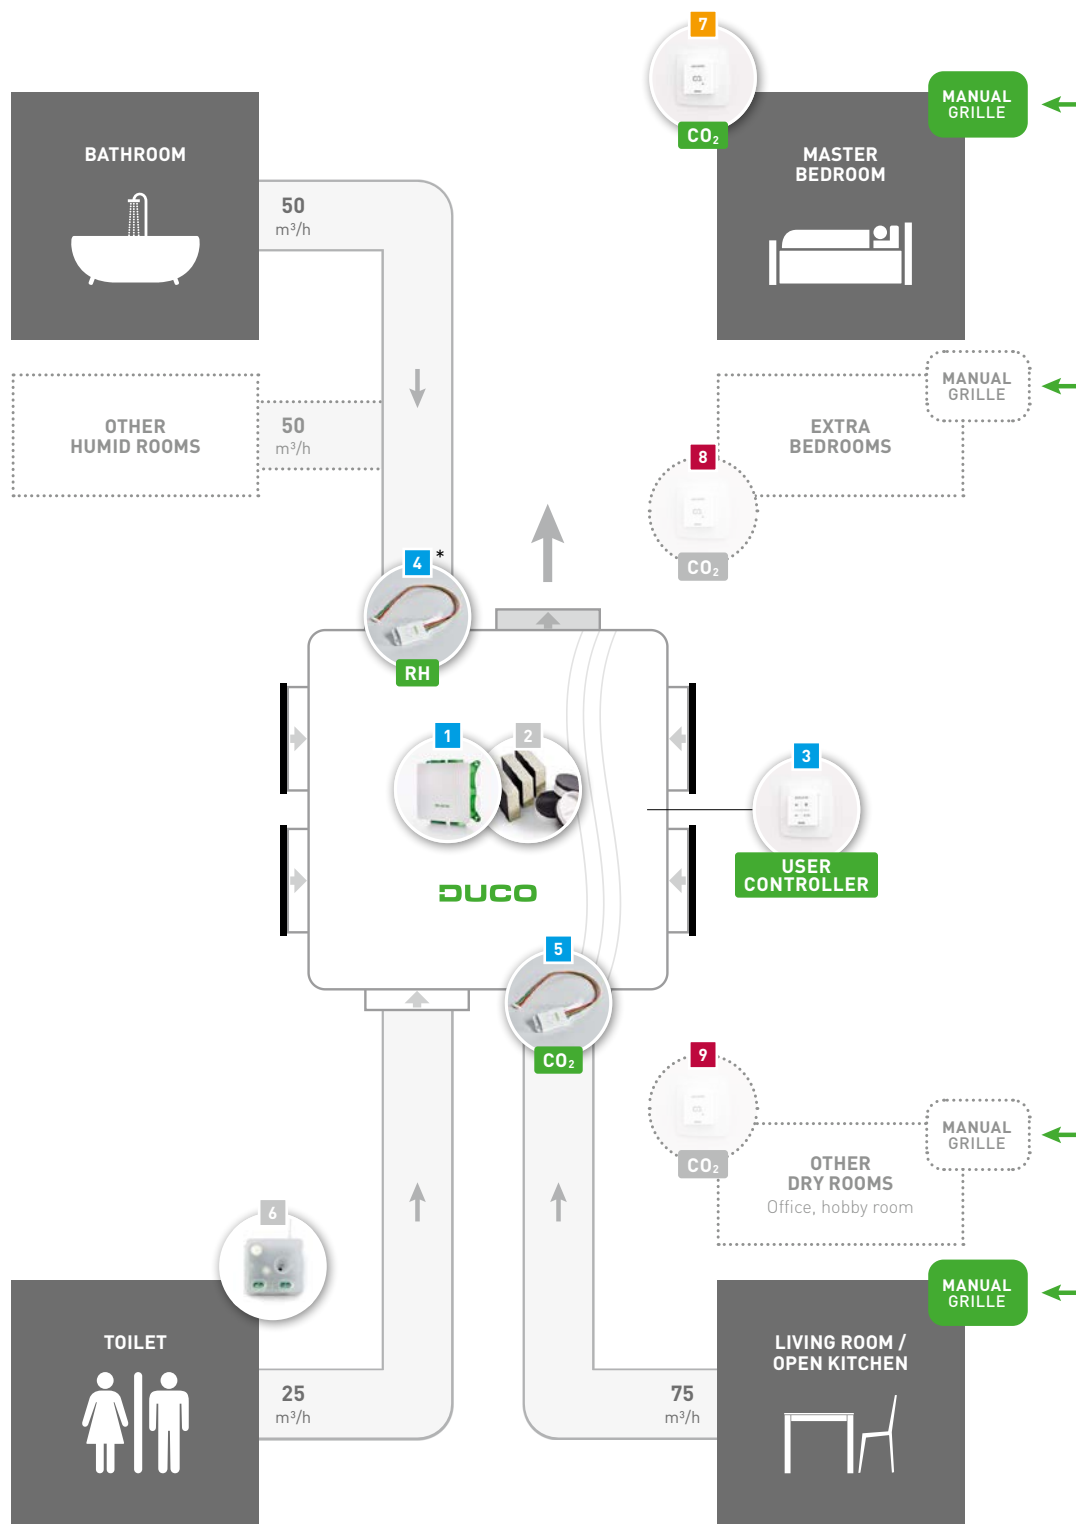 7
MANUAL
GRILLE
CO₂
BATHROOM
MASTER
BEDROOM
50
m³/h
MANUAL
GRILLE
OTHER
HUMID ROOMS
50
m³/h
EXTRA
BEDROOMS
8
CO₂
4 *
RH
1
2
3
USER
CONTROLLER
DUCO
5
CO₂
9
CO₂
MANUAL
GRILLE
OTHER
DRY ROOMS
Office, hobby room
6
MANUAL
GRILLE
TOILET
LIVING ROOM /
OPEN KITCHEN
25
m³/h
75
m³/h